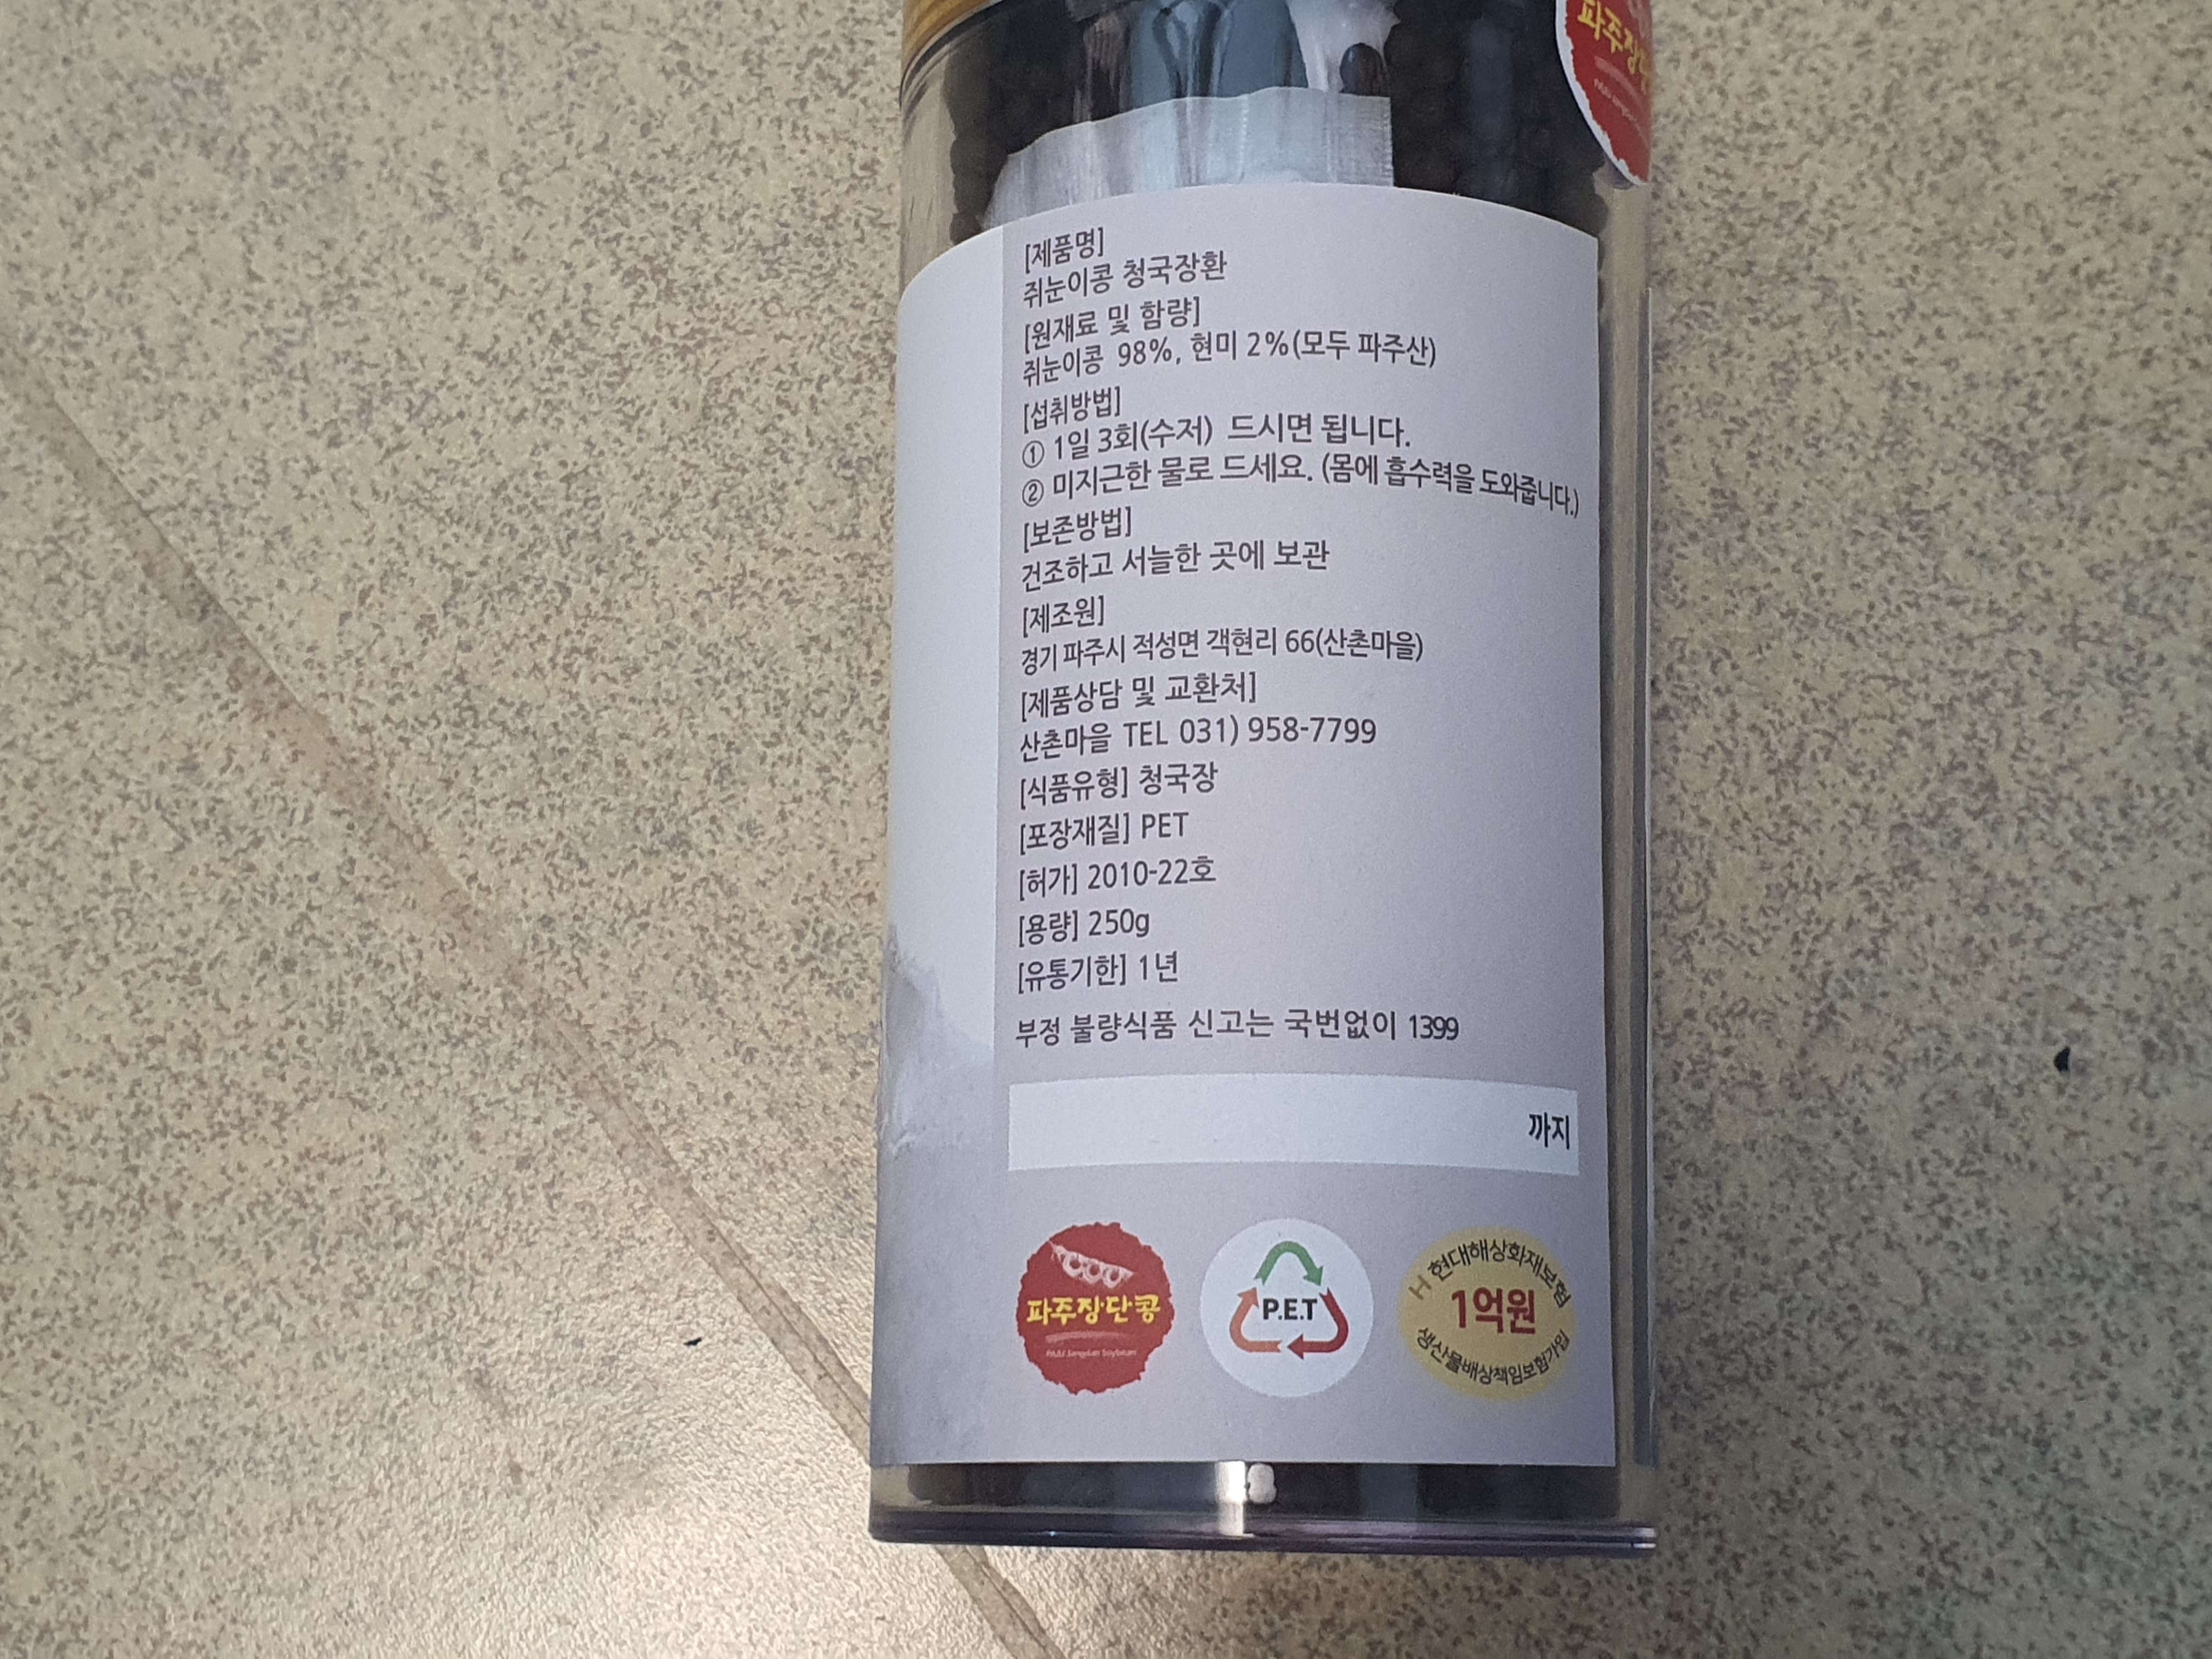 파주장
[제품명]
쥐눈이콩 청국장환
[원재료 및 함량]
쥐눈이콩 98%, 현미 2%(모두 파주산)
[섭취방법]
① 1일 3회(수저) 드시면 됩니다.
② 미지근한 물로 드세요. (몸에 흡수력을 도와줍니다.)
[보존방법]
건조하고 서늘한 곳에 보관
[제조원]
경기 파주시 적성면 객현리 66(산촌마을)
[제품상담 및 교환처]
산촌마을 TEL 031) 958-7799
[식품유형] 청국장
[포장재질] PET
[허가] 2010-22호
[용량] 250g
[유통기한] 1년
부정 불량식품 신고는 국번없이 1399
까지
파주장단콩
PAJU Jangdan Soybean
P.E.T
H 현대해상화재보험
1억원
생산물배상책임보험가입